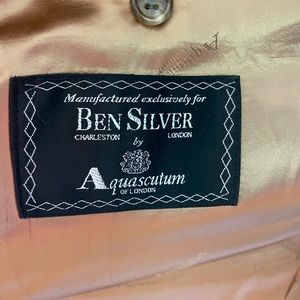 Manufactured exclusively for
BEN SILVER
CHARLESTON LONDON
by
Aquascutum
OF LONDON